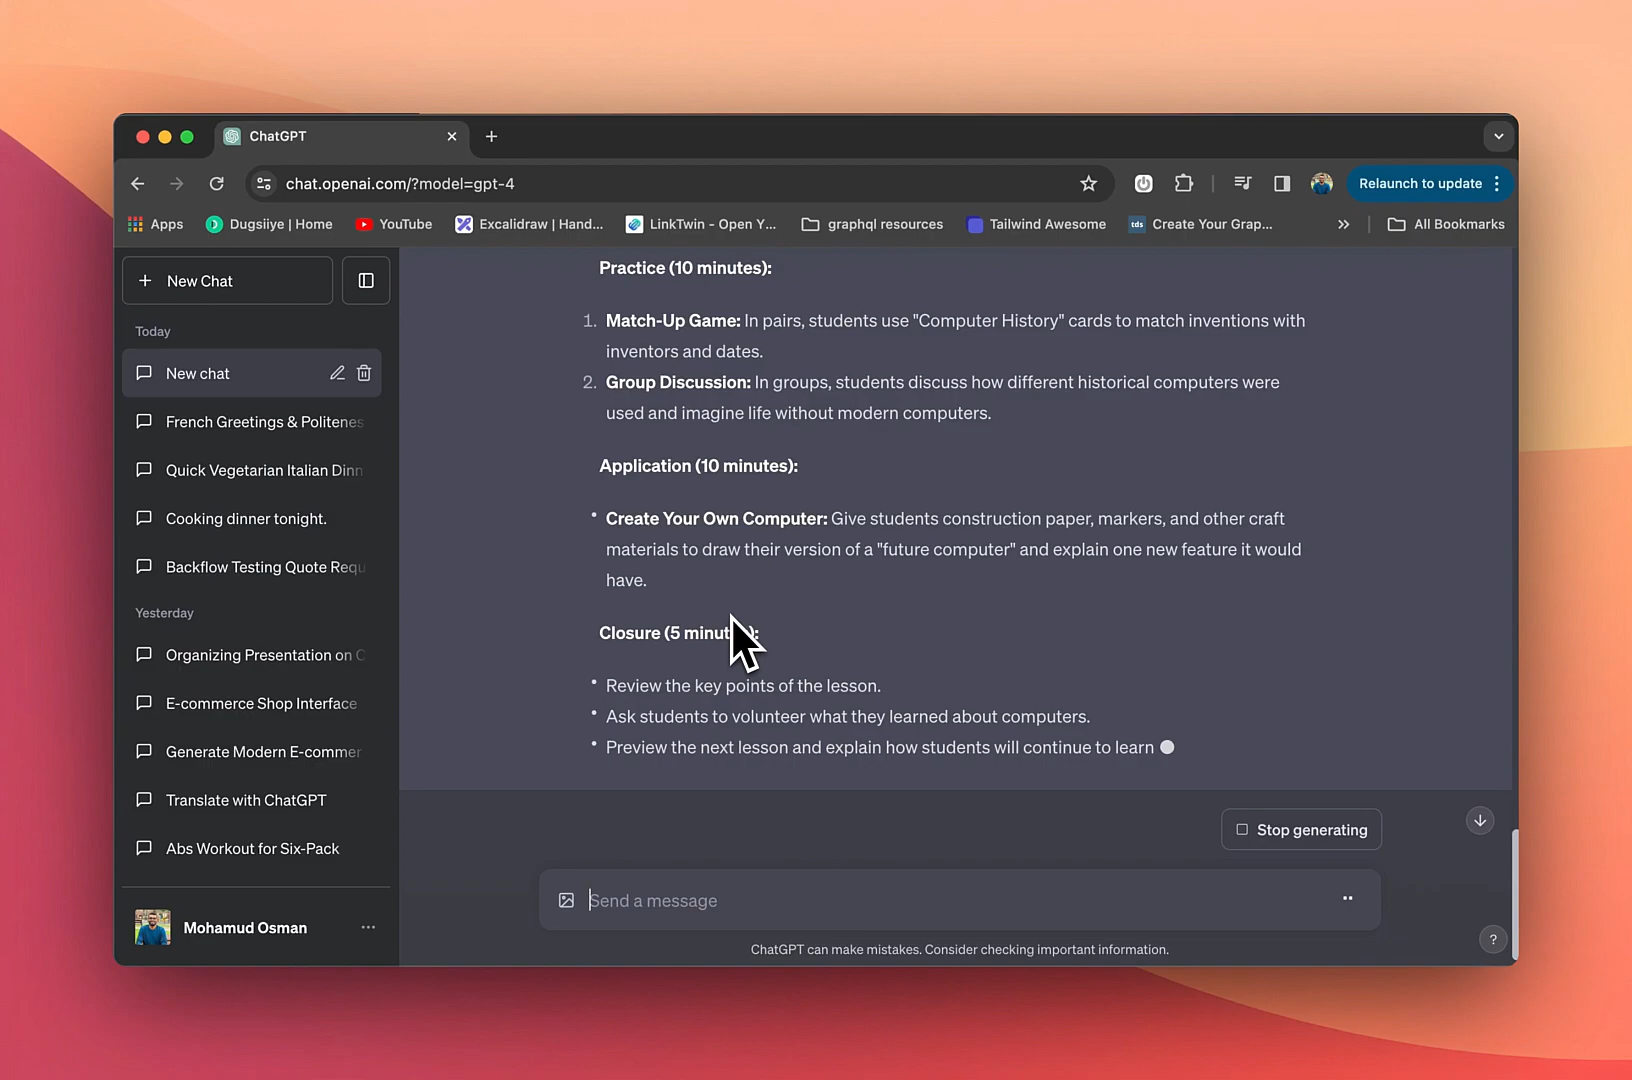 ChatGPT
chat.openai.com/?model=gpt-4
Relaunch to update
Apps
Dugsiiye | Home
YouTube
Excalidraw | Hand...
LinkTwin - Open Y...
graphql resources
Tailwind Awesome
tds
Create Your Grap...
All Bookmarks
New Chat
Today
New chat
French Greetings & Politenes
Quick Vegetarian Italian Dinn
Cooking dinner tonight.
Backflow Testing Quote Requ
Yesterday
Organizing Presentation on C
E-commerce Shop Interface
Generate Modern E-commer
Translate with ChatGPT
Abs Workout for Six-Pack
Mohamud Osman
Practice (10 minutes):
1. Match-Up Game: In pairs, students use "Computer History" cards to match inventions with
inventors and dates.
2. Group Discussion: In groups, students discuss how different historical computers were
used and imagine life without modern computers.
Application (10 minutes):
• Create Your Own Computer: Give students construction paper, markers, and other craft
materials to draw their version of a "future computer" and explain one new feature it would
have.
Closure (5 minutes):
• Review the key points of the lesson.
• Ask students to volunteer what they learned about computers.
• Preview the next lesson and explain how students will continue to learn
Stop generating
Send a message
ChatGPT can make mistakes. Consider checking important information.
?